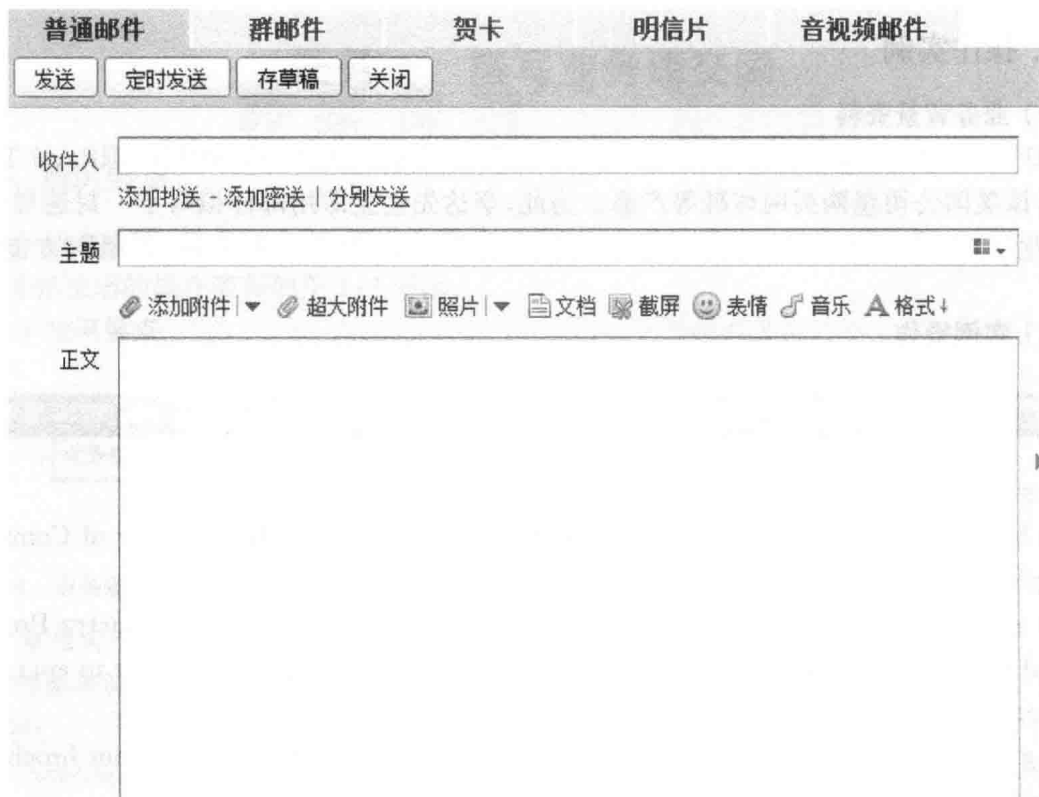 普通邮件 群邮件 贺卡 明信片 音视频邮件
发送 定时发送 存草稿 关闭
收件人
添加抄送 - 添加密送 | 分别发送
主题
添加附件 | 超大附件 照片 | 文档 截屏 表情 音乐 A 格式↓
正文